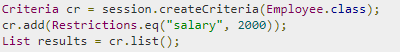 Criteria cr = session.createCriteria(Employee.class);
cr.add(Restrictions.eq("salary", 2000));
List results = cr.list();